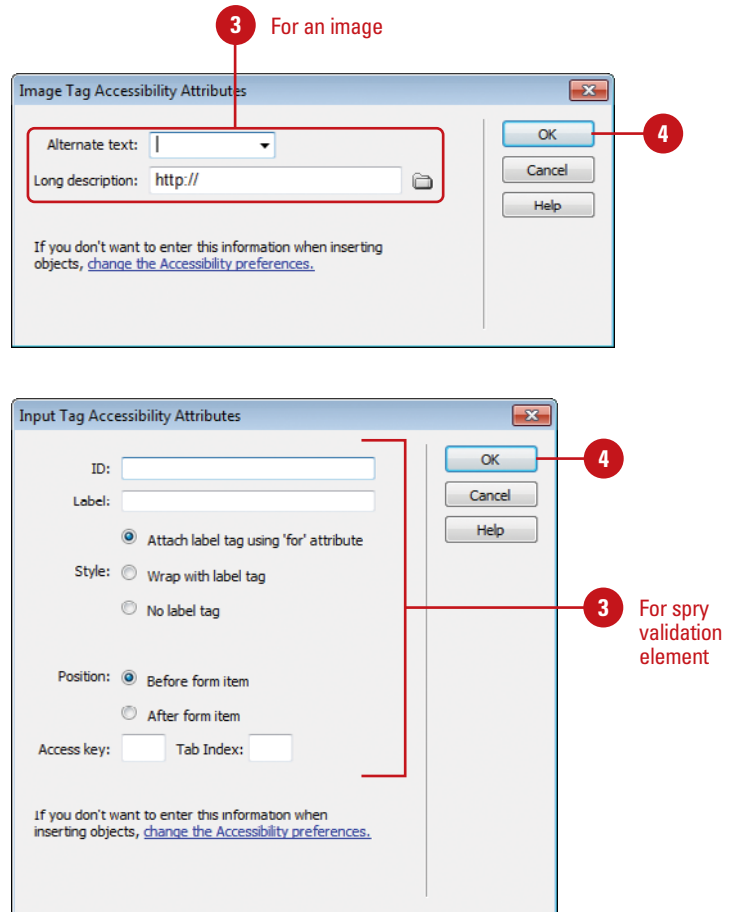 3 For an image
Image Tag Accessibility Attributes
Alternate text:
OK
4
Long description: http://
Cancel
Help
If you don't want to enter this information when inserting
objects, change the Accessibility preferences.
Input Tag Accessibility Attributes
ID:
OK
4
Label:
Cancel
Attach label tag using 'for' attribute
Help
Style: Wrap with label tag
No label tag
3 For spry
validation
element
Position: Before form item
After form item
Access key: Tab Index:
If you don't want to enter this information when
inserting objects, change the Accessibility preferences.